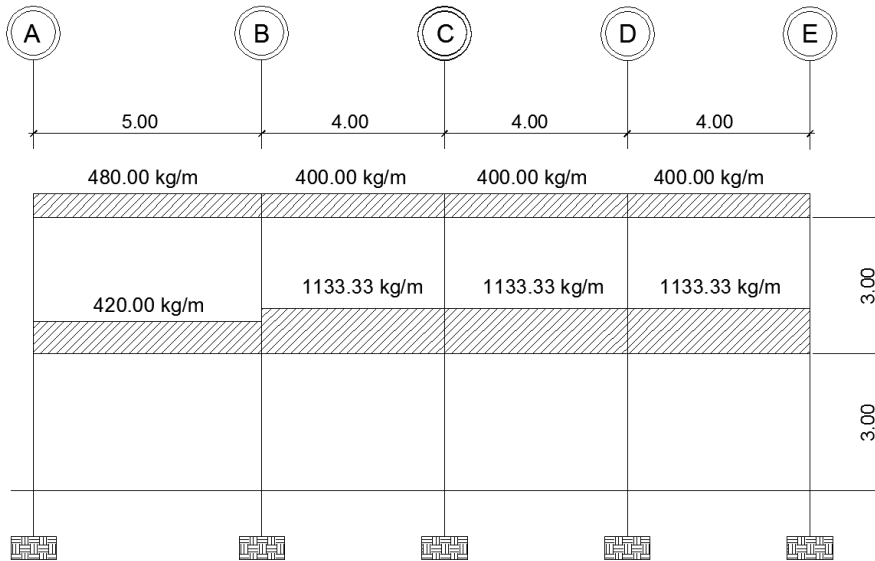 A B C D E
5.00 4.00 4.00 4.00
480.00 kg/m 400.00 kg/m 400.00 kg/m 400.00 kg/m
3.00
420.00 kg/m 1133.33 kg/m 1133.33 kg/m 1133.33 kg/m
3.00